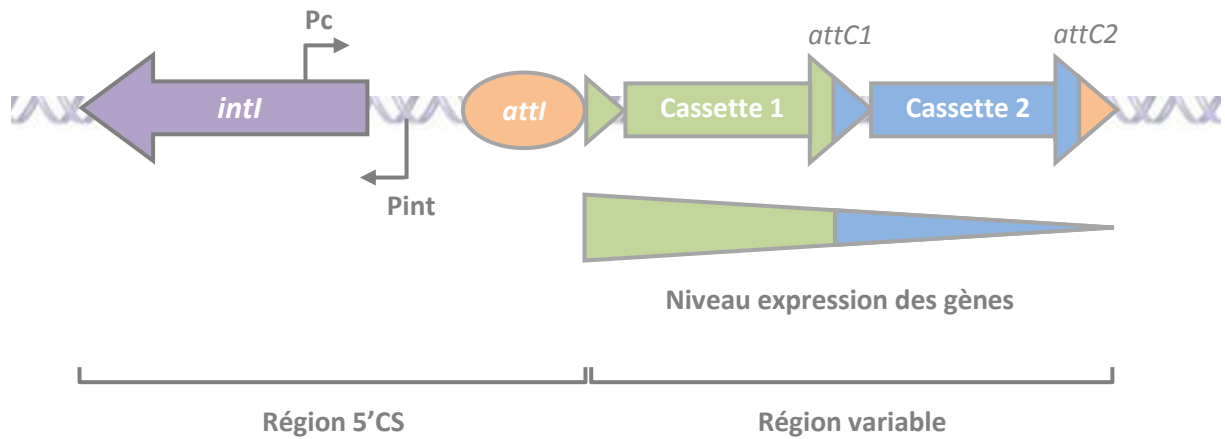 Pc
attC1
attC2
intI
attI
Cassette 1
Cassette 2
Pint
Niveau expression des gènes
Région 5’CS
Région variable